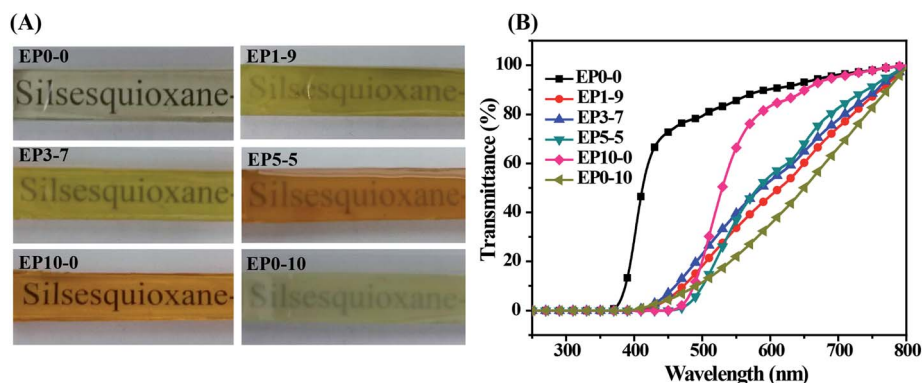 (A)
EP0-0
Silsesquioxane-
EP1-9
Silsesquioxane-
EP3-7
Silsesquioxane-
EP5-5
Silsesquioxane-
EP10-0
Silsesquioxane-
EP0-10
Silsesquioxane-
(B)
Transmittance (%)
100
80
60
40
20
0
EP0-0
EP1-9
EP3-7
EP5-5
EP10-0
EP0-10
300 400 500 600 700 800
Wavelength (nm)